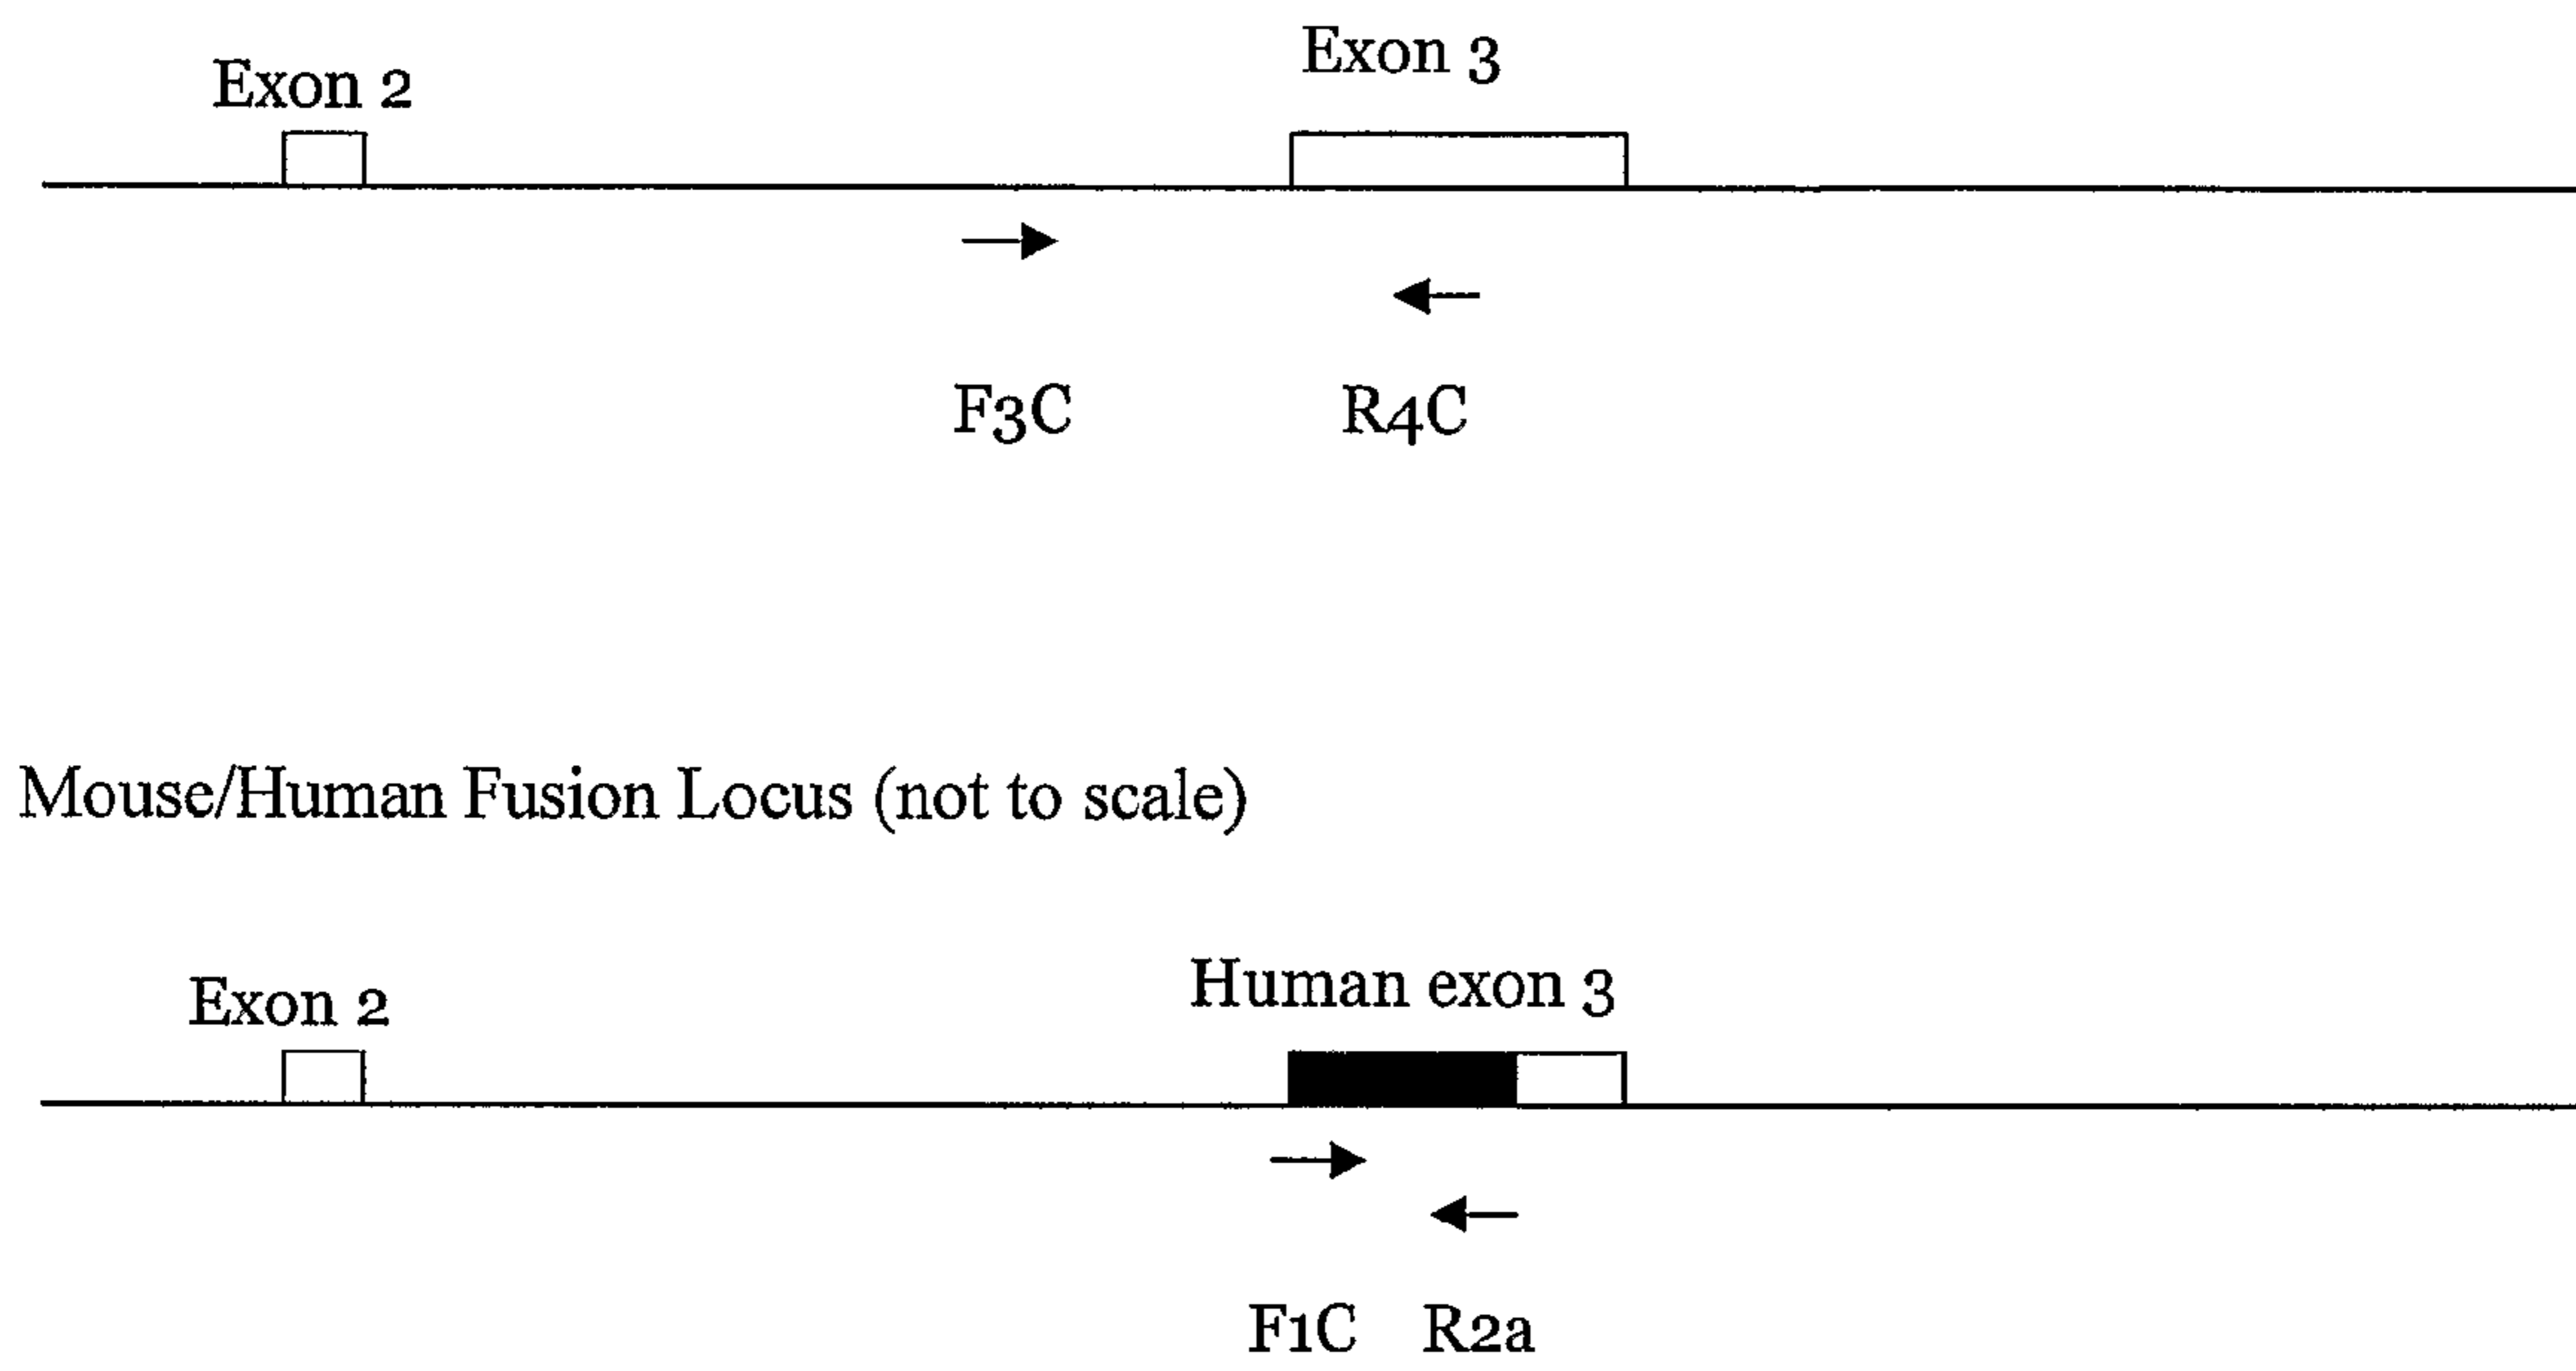 Exon 2
Exon 3
F3C
R4C
Mouse/Human Fusion Locus (not to scale)
Exon 2
Human exon 3
F1C
R2a